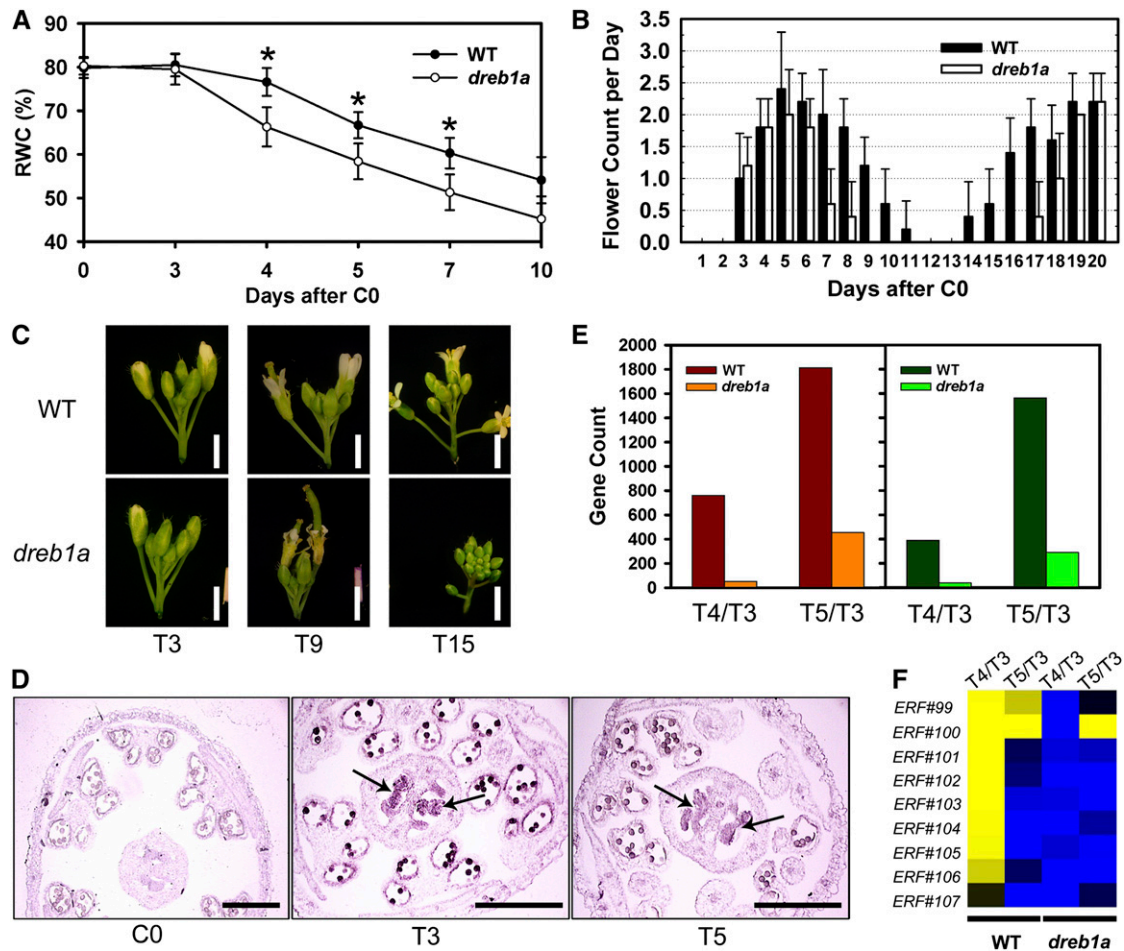 A
RWC (%)
90
80
70
60
50
40
WT
dreb1a
*
*
*
0 3 4 5 7 10
Days after C0
B
Flower Count per Day
3.5
3.0
2.5
2.0
1.5
1.0
0.5
0.0
WT
dreb1a
1 2 3 4 5 6 7 8 9 10 11 12 13 14 15 16 17 18 19 20
Days after C0
C
WT
dreb1a
T3 T9 T15
E
Gene Count
2000
1800
1600
1400
1200
1000
800
600
400
200
0
WT
dreb1a
WT
dreb1a
T4/T3 T5/T3 T4/T3 T5/T3
D
C0 T3 T5
F
T4/T3 T5/T3 T4/T3 T5/T3
ERF#99
ERF#100
ERF#101
ERF#102
ERF#103
ERF#104
ERF#105
ERF#106
ERF#107
WT dreb1a